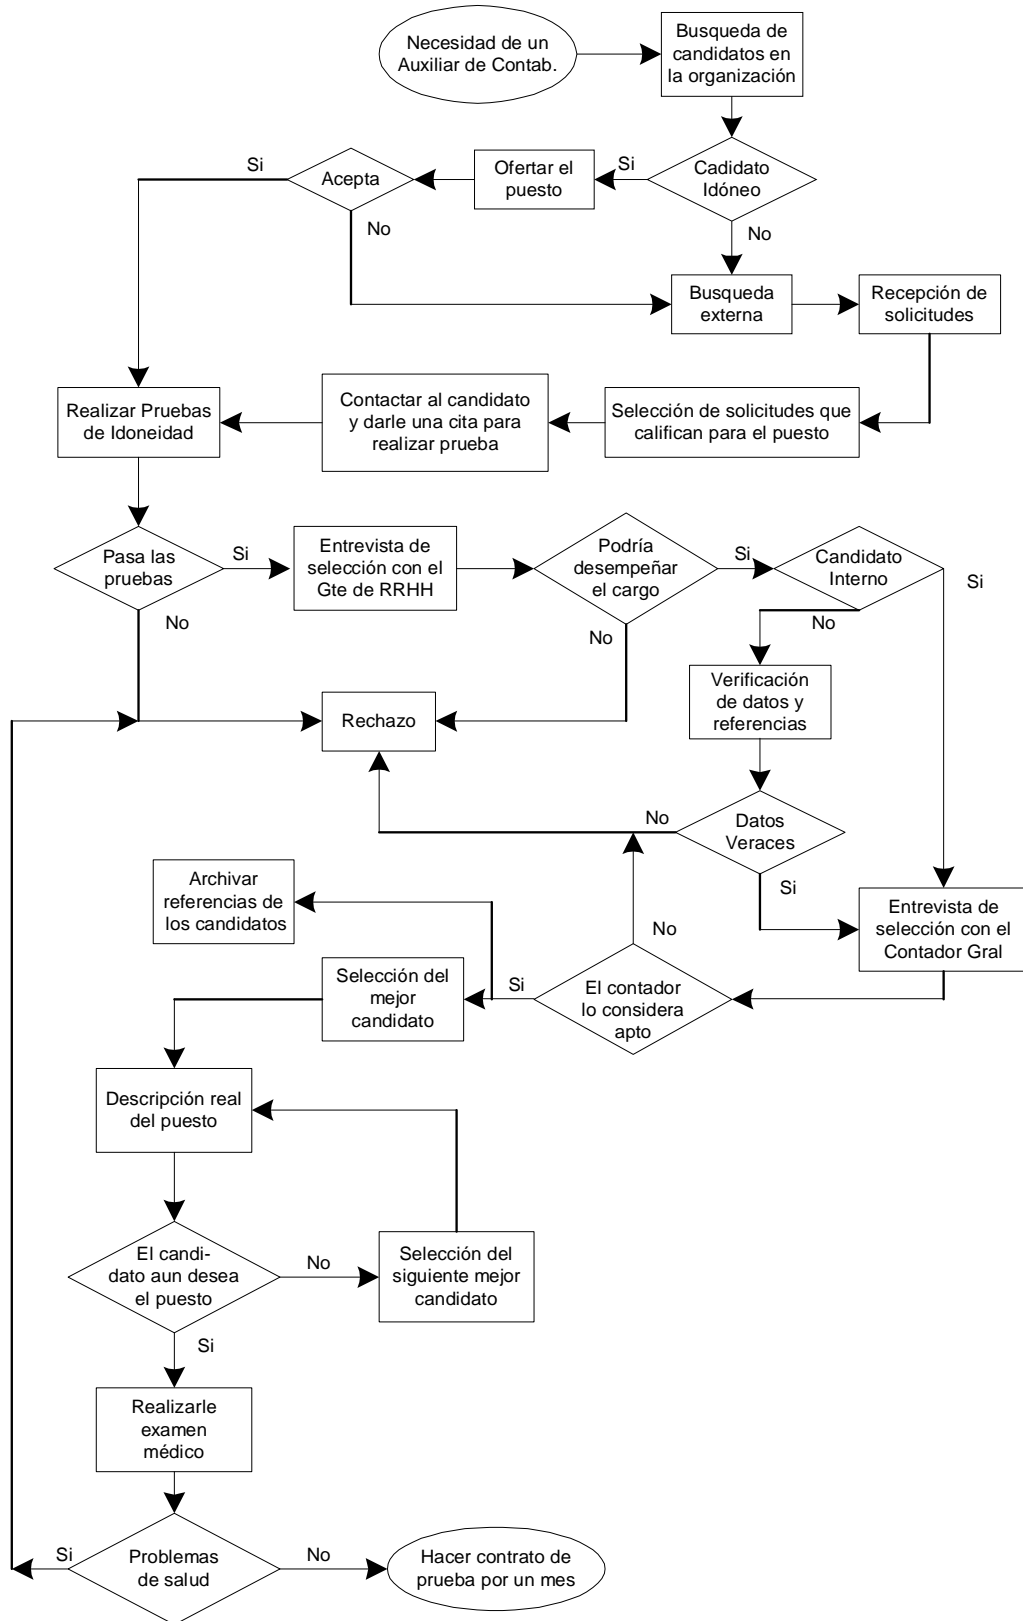 Necesidad de un
Auxiliar de Contab.
Busqueda de
candidatos en
la organización
Si
Acepta
Ofertar el
puesto
Si
Cadidato
Idóneo
No
No
Busqueda
externa
Recepción de
solicitudes
Realizar Pruebas
de Idoneidad
Contactar al candidato
y darle una cita para
realizar prueba
Selección de solicitudes que
califican para el puesto
Pasa las
pruebas
Si
Entrevista de
selección con el
Gte de RRHH
Podría
desempeñar
el cargo
Si
Candidato
Interno
Si
No
No
No
Verificación
de datos y
referencias
Rechazo
No
Datos
Veraces
Si
Archivar
referencias de
los candidatos
Entrevista de
selección con el
Contador Gral
No
Selección del
mejor
candidato
Si
El contador
lo considera
apto
Descripción real
del puesto
El candi-
dato aun desea
el puesto
No
Selección del
siguiente mejor
candidato
Si
Realizarle
examen
médico
Si
Problemas
de salud
No
Hacer contrato de
prueba por un mes